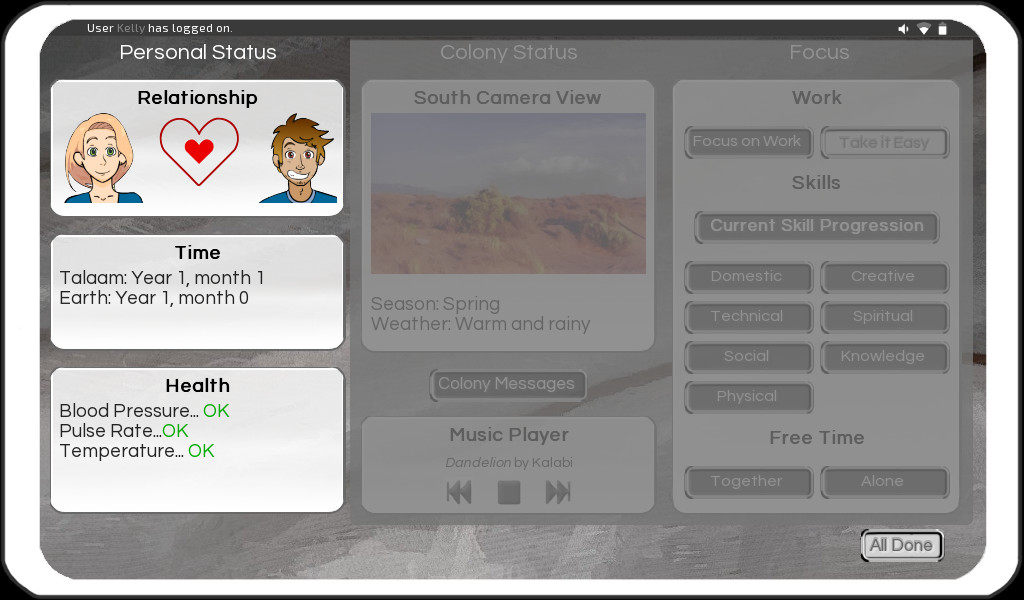 User Kelly has logged on.
Personal Status
Relationship
Time
Talaam: Year 1, month 1
Earth: Year 1, month 0
Health
Blood Pressure... OK
Pulse Rate...OK
Temperature... OK
Colony Status
South Camera View
Season: Spring
Weather: Warm and rainy
Colony Messages
Music Player
Dandelion by Kalabi
Focus
Work
Focus on Work
Take it Easy
Skills
Current Skill Progression
Domestic
Creative
Technical
Spiritual
Social
Knowledge
Physical
Free Time
Together
Alone
All Done